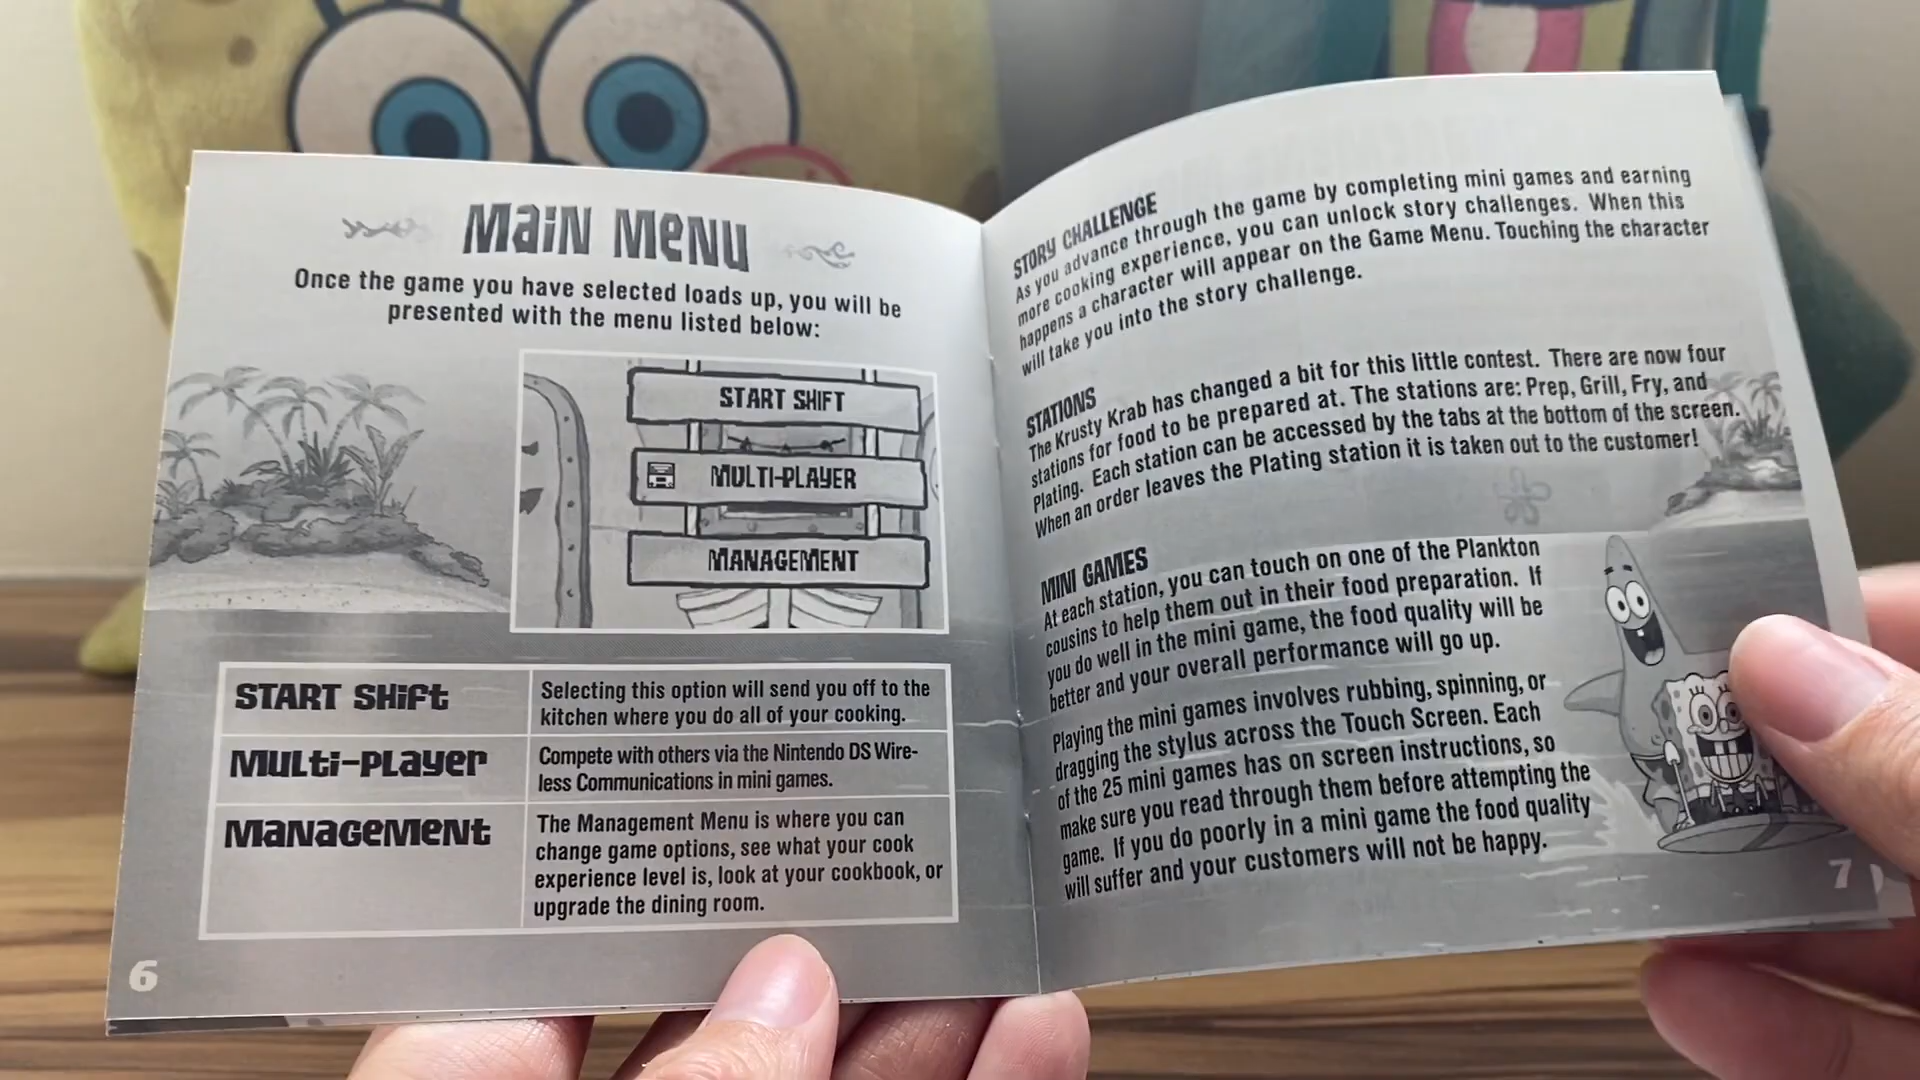 MAIN MENU
Once the game you have selected loads up, you will be
presented with the menu listed below:
START SHIFT
MULTI-PLAYER
MANAGEMENT
START SHIFT
Selecting this option will send you off to the
kitchen where you do all of your cooking.
MULTI-PLAYER
Compete with others via the Nintendo DS Wire-
less Communications in mini games.
MANAGEMENT
The Management Menu is where you can
change game options, see what your cook
experience level is, look at your cookbook, or
upgrade the dining room.
6
STORY CHALLENGE
As you advance through the game by completing mini games and earning
more cooking experience, you can unlock story challenges. When this
happens a character will appear on the Game Menu. Touching the character
will take you into the story challenge.
STATIONS
The Krusty Krab has changed a bit for this little contest. There are now four
stations for food to be prepared at. The stations are: Prep, Grill, Fry, and
Plating. Each station can be accessed by the tabs at the bottom of the screen.
When an order leaves the Plating station it is taken out to the customer!
MINI GAMES
At each station, you can touch on one of the Plankton
cousins to help them out in their food preparation. If
you do well in the mini game, the food quality will be
better and your overall performance will go up.
Playing the mini games involves rubbing, spinning, or
dragging the stylus across the Touch Screen. Each
of the 25 mini games has on screen instructions, so
make sure you read through them before attempting the
game. If you do poorly in a mini game the food quality
will suffer and your customers will not be happy.
7